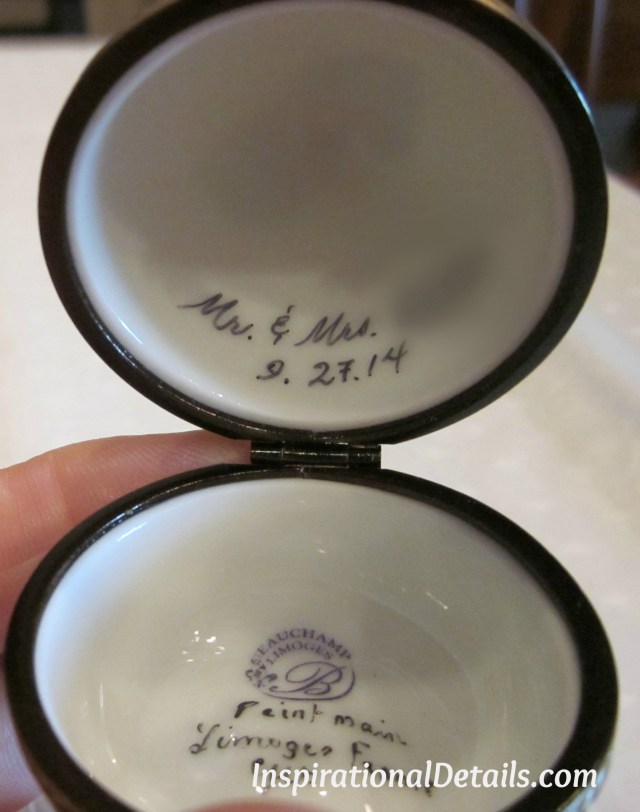 Mr. & Mrs.
9. 27.14
BEAUCHAMP
LIMOGES
B
Peint main
Limoges F
InspirationalDetails.com